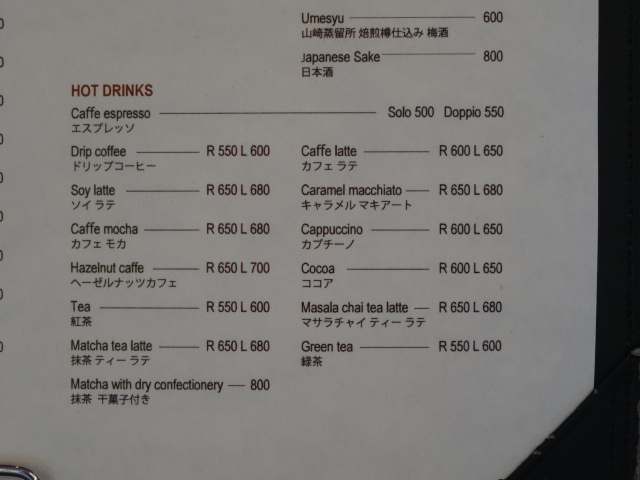 Umesyu 600
山崎蒸留所 焙煎樽仕込み 梅酒
Japanese Sake 800
日本酒
HOT DRINKS
Caffe espresso Solo 500 Doppio 550
エスプレッソ
Drip coffee R 550 L 600
ドリップコーヒー
Caffe latte R 600 L 650
カフェ ラテ
Soy latte R 650 L 680
ソイ ラテ
Caramel macchiato R 650 L 680
キャラメル マキアート
Caffe mocha R 650 L 680
カフェ モカ
Cappuccino R 600 L 650
カプチーノ
Hazelnut caffe R 650 L 700
ヘーゼルナッツカフェ
Cocoa R 600 L 650
ココア
Tea R 550 L 600
紅茶
Masala chai tea latte R 650 L 680
マサラチャイ ティー ラテ
Matcha tea latte R 650 L 680
抹茶 ティー ラテ
Green tea R 550 L 600
緑茶
Matcha with dry confectionery 800
抹茶 干菓子付き